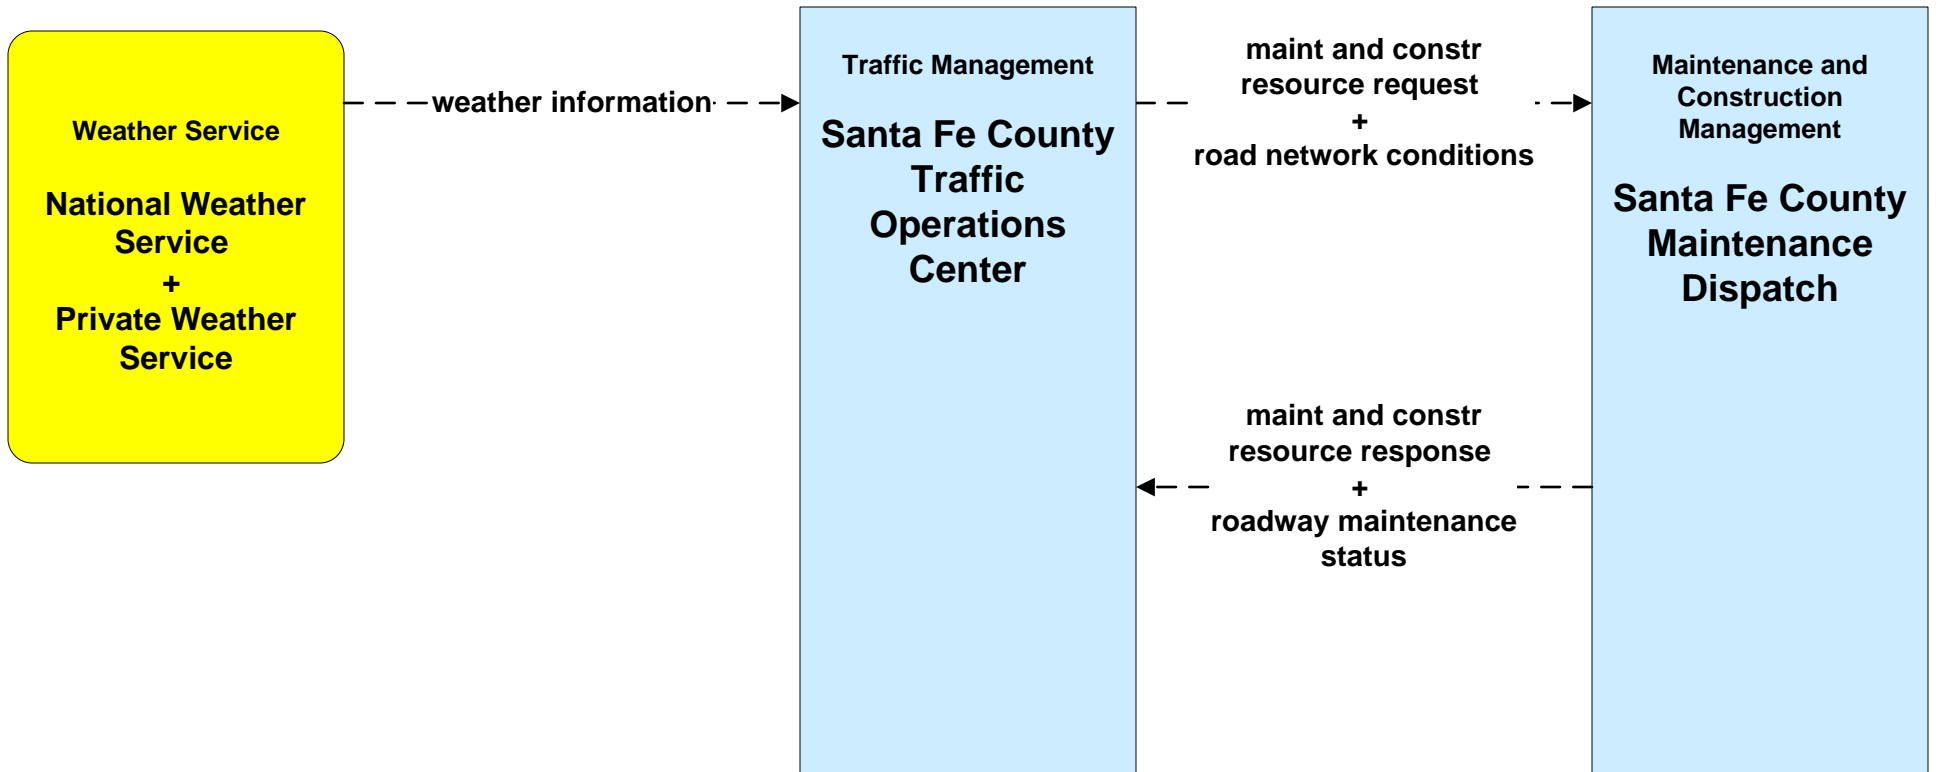 Weather Service
National Weather
Service
+
Private Weather
Service
weather information
Traffic Management
Santa Fe County
Traffic
Operations
Center
maint and constr
resource request
+
road network conditions
maint and constr
resource response
+
roadway maintenance
status
Maintenance and
Construction
Management
Santa Fe County
Maintenance
Dispatch